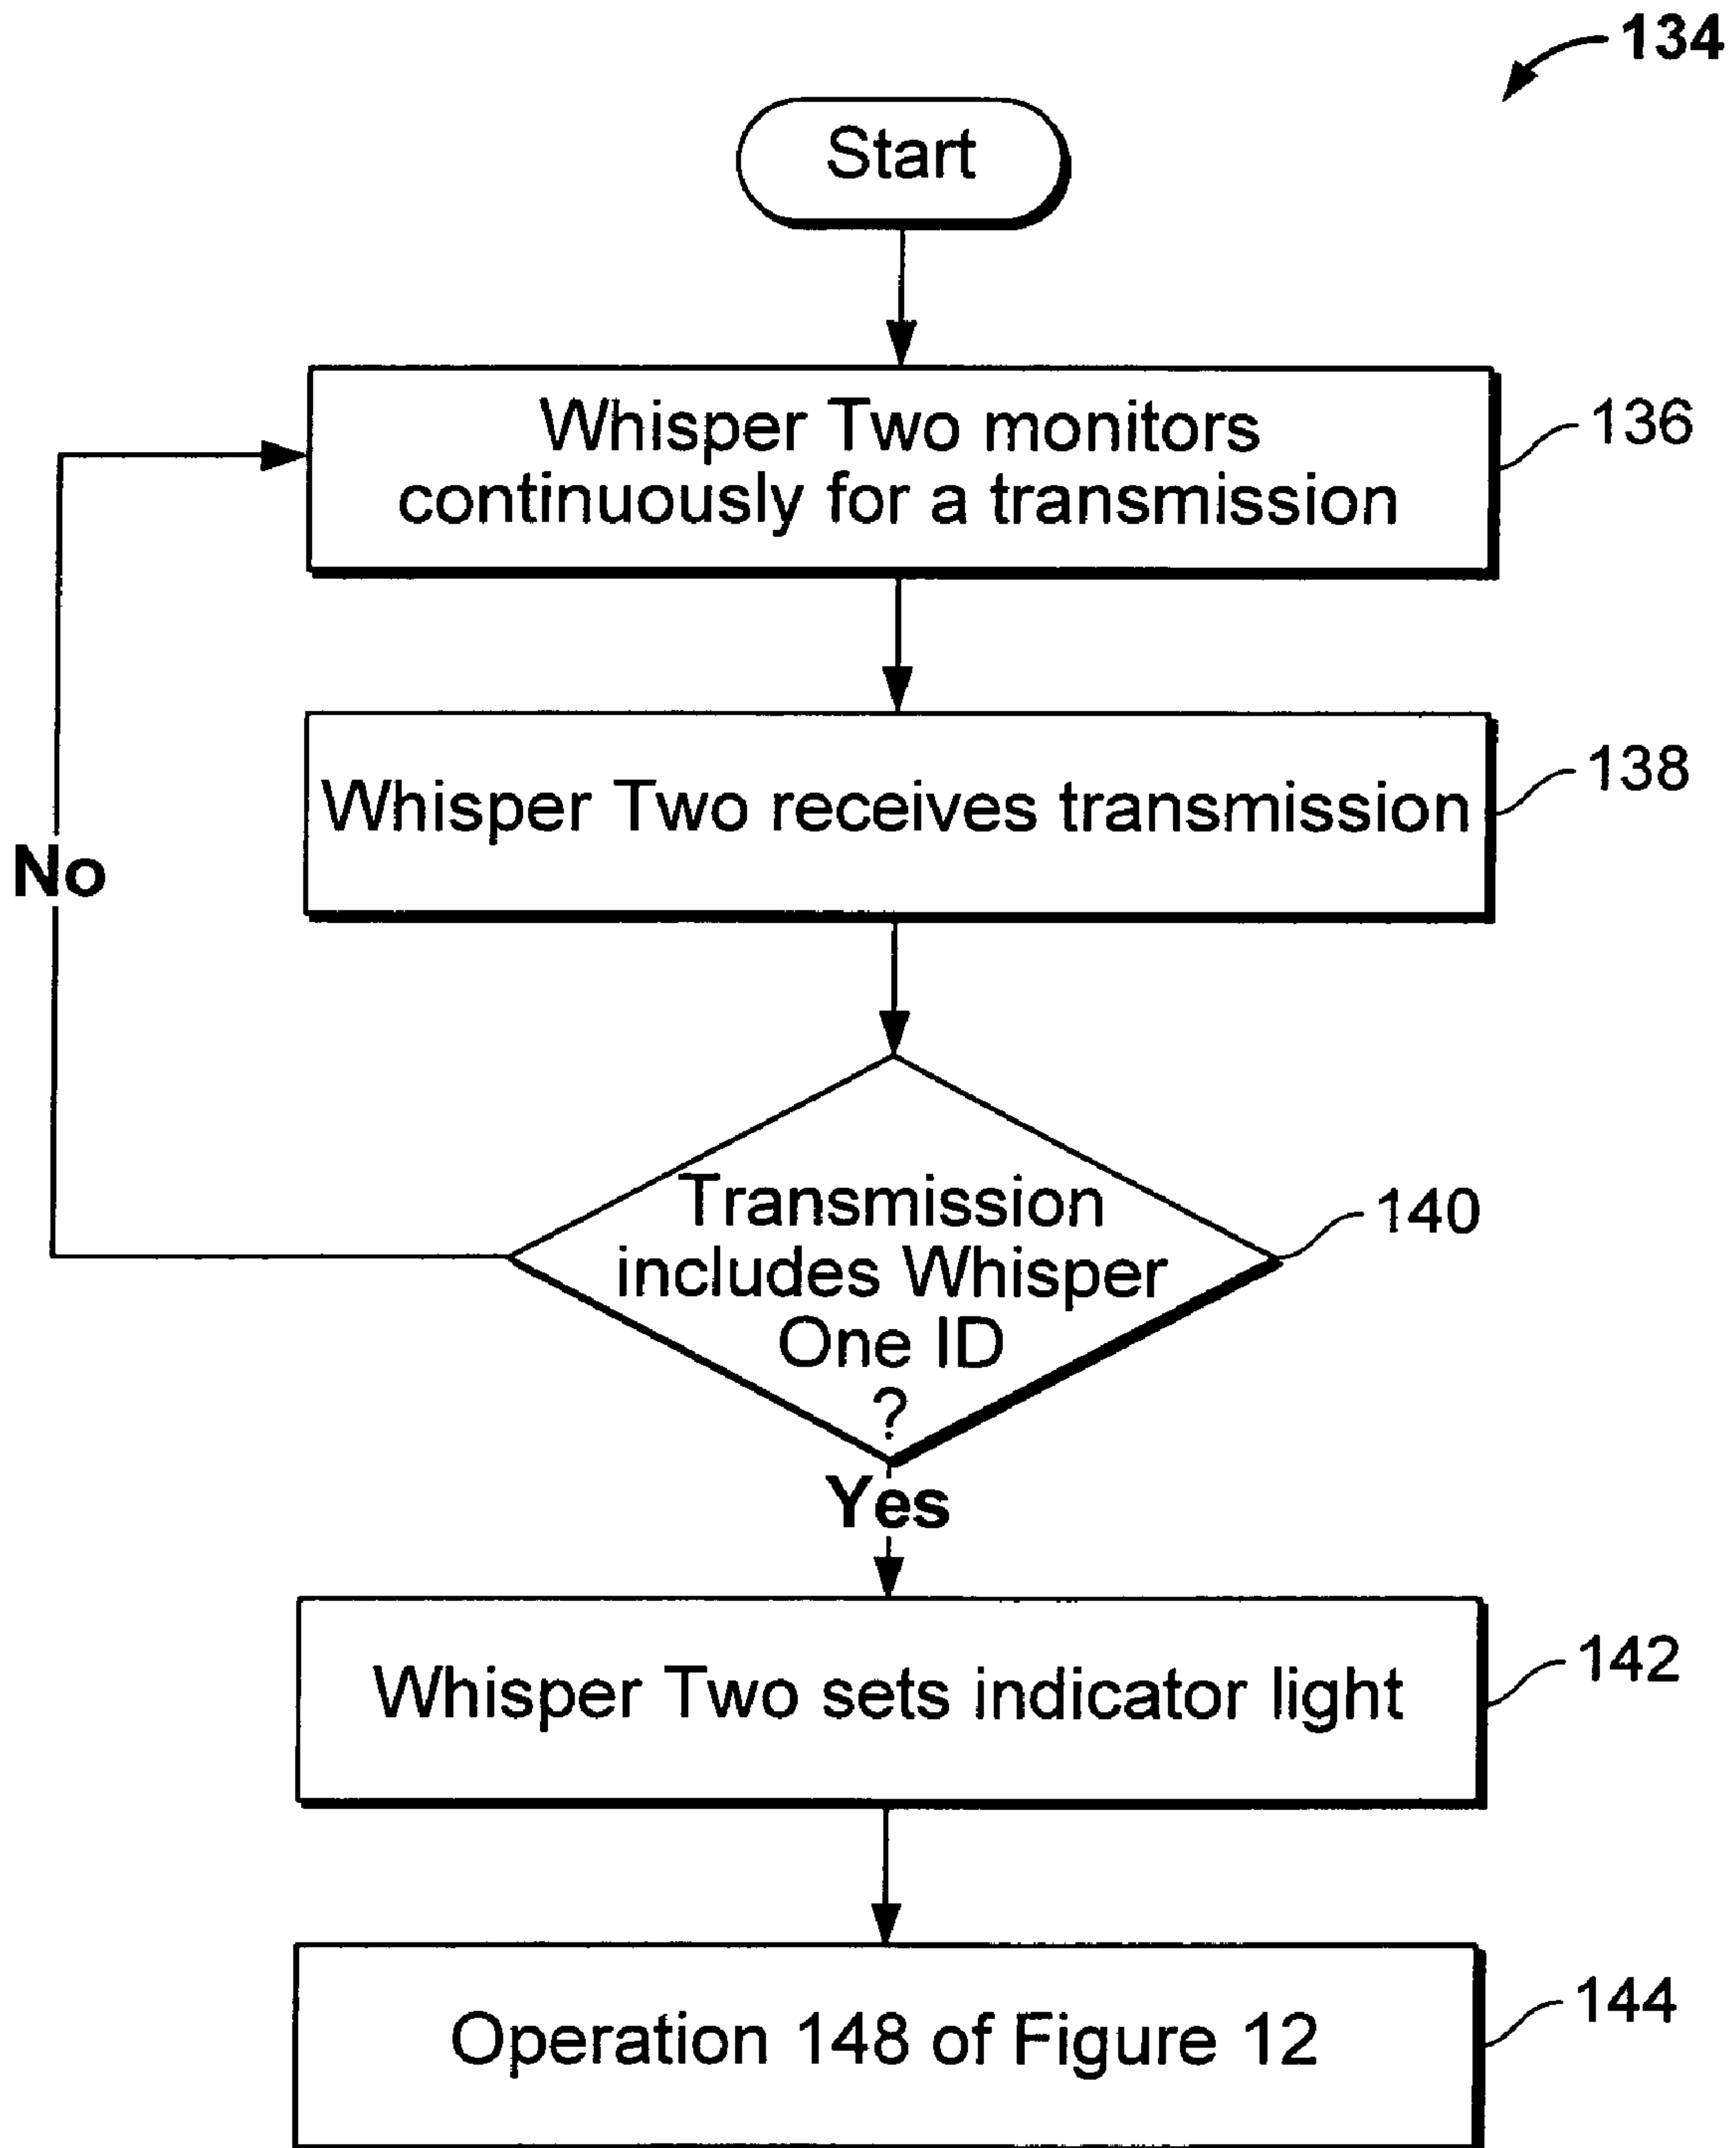 134
Start
Whisper Two monitors
continuously for a transmission
136
Whisper Two receives transmission
138
No
Transmission
includes Whisper
One ID
?
140
Yes
Whisper Two sets indicator light
142
Operation 148 of Figure 12
144